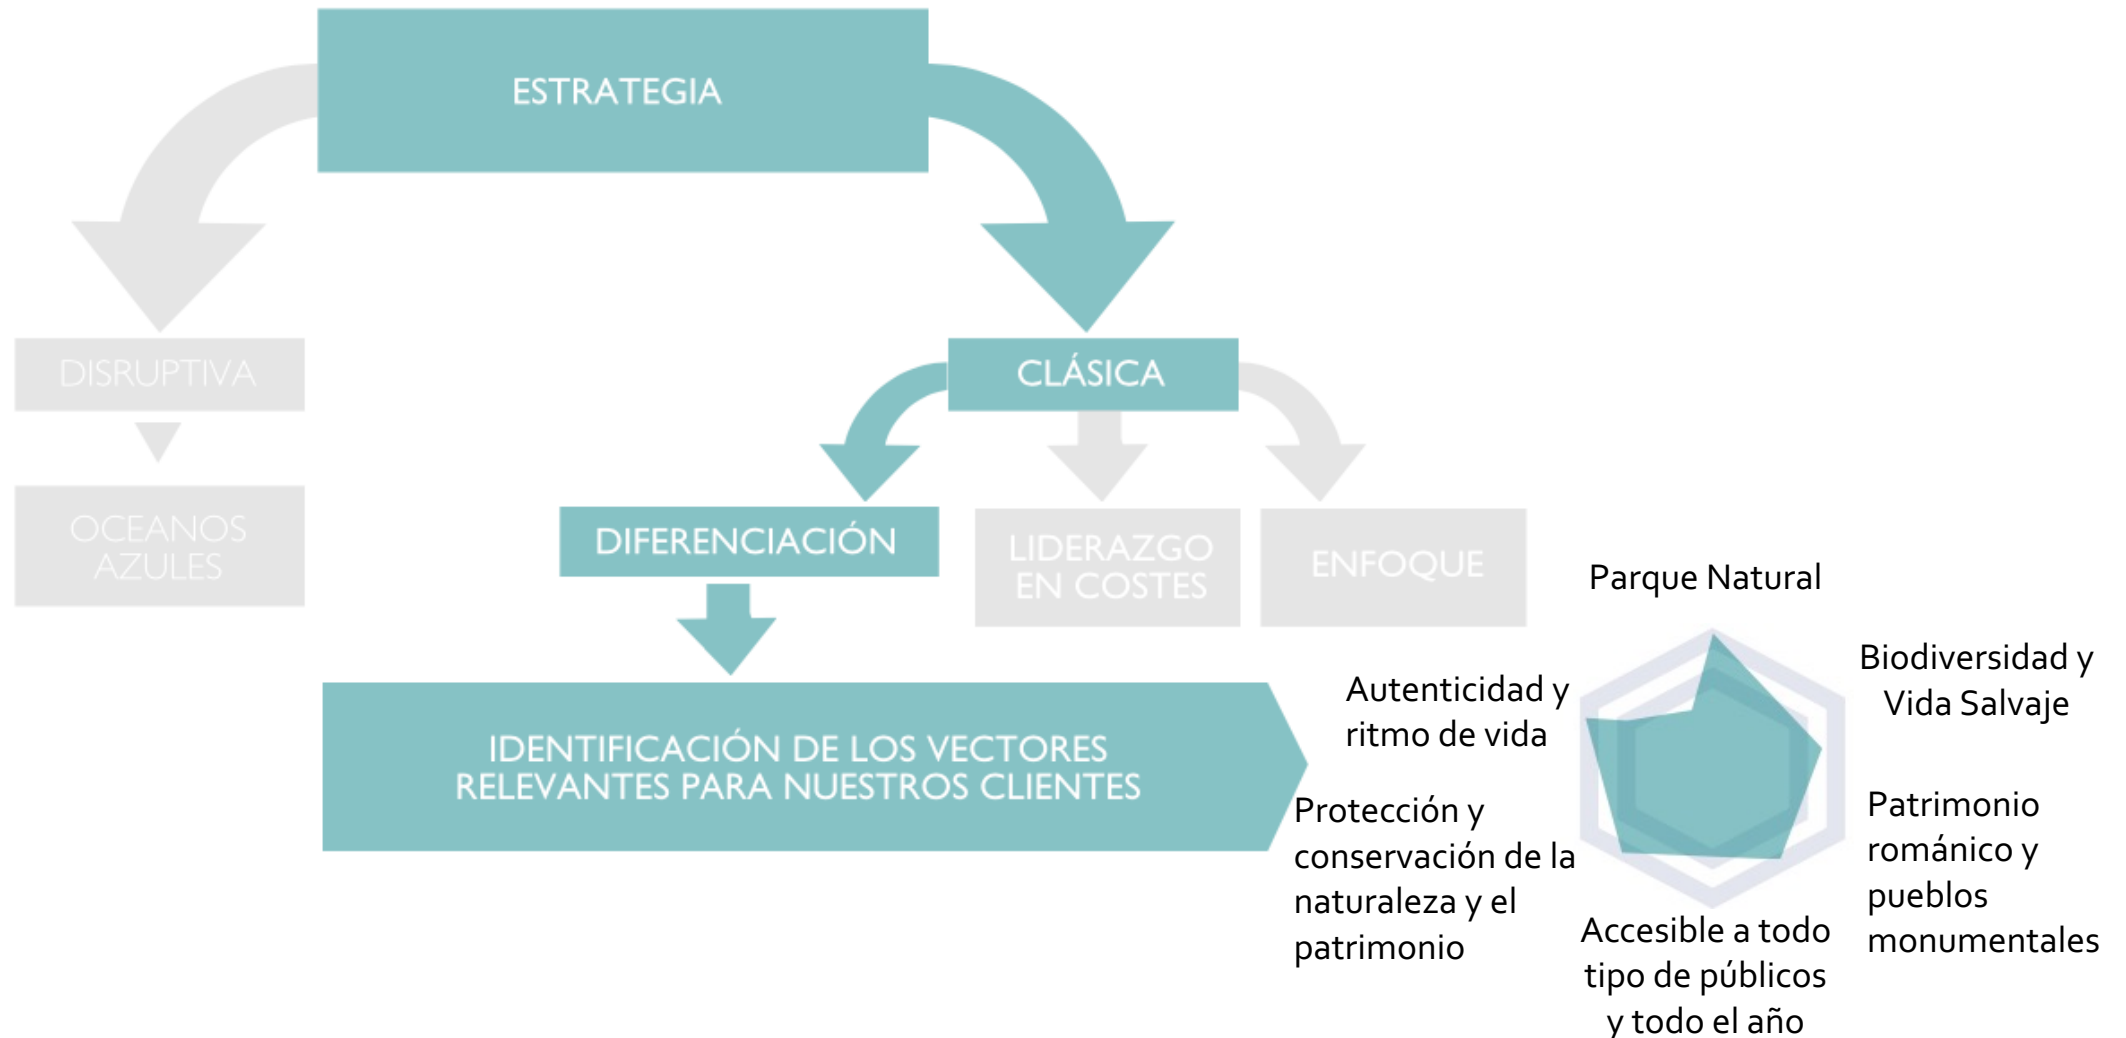 ESTRATEGIA
DISRUPTIVA
CLÁSICA
OCEANOS
AZULES
DIFERENCIACIÓN
LIDERAZGO
EN COSTES
ENFOQUE
IDENTIFICACIÓN DE LOS VECTORES
RELEVANTES PARA NUESTROS CLIENTES
Parque Natural
Biodiversidad y
Vida Salvaje
Autenticidad y
ritmo de vida
Patrimonio
románico y
pueblos
monumentales
Protección y
conservación de la
naturaleza y el
patrimonio
Accesible a todo
tipo de públicos
y todo el año